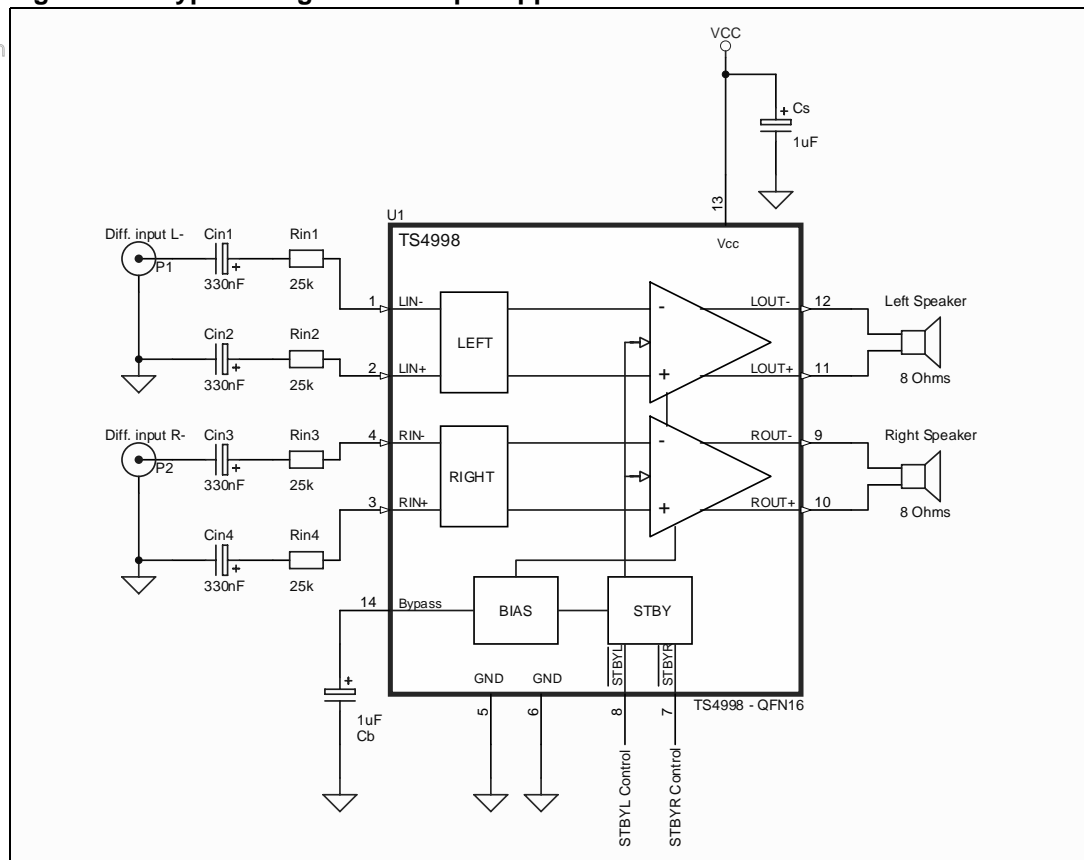 VCC
+ Cs
1uF
13
U1
TS4998
Vcc
Diff. input L-
P1
Cin1
+
330nF
Rin1
25k
1
LIN-
Cin2
+
330nF
Rin2
25k
2
LIN+
LEFT
-
+
LOUT-
12
LOUT+
11
Left Speaker
8 Ohms
Diff. input R-
P2
Cin3
+
330nF
Rin3
25k
4
RIN-
3
RIN+
RIGHT
-
+
ROUT-
9
ROUT+
10
Right Speaker
8 Ohms
Cin4
+
330nF
Rin4
25k
14
Bypass
BIAS
STBY
STBYL
STBYR
GND
GND
5
6
8
7
TS4998 - QFN16
+
1uF
Cb
STBYL Control
STBYR Control